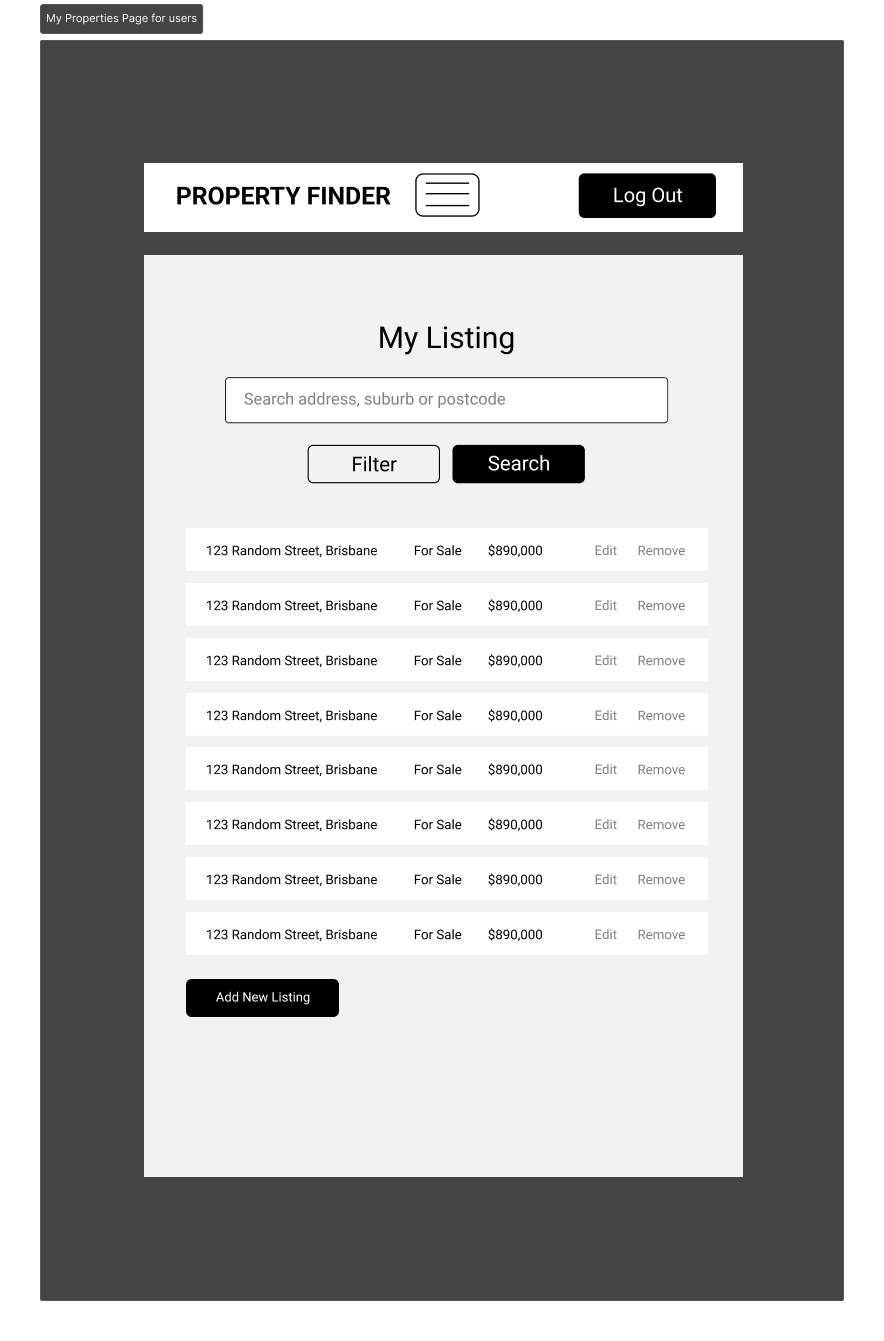 My Properties Page for users
PROPERTY FINDER
Log Out
My Listing
Search address, suburb or postcode
Filter Search
123 Random Street, Brisbane For Sale $890,000 Edit Remove
123 Random Street, Brisbane For Sale $890,000 Edit Remove
123 Random Street, Brisbane For Sale $890,000 Edit Remove
123 Random Street, Brisbane For Sale $890,000 Edit Remove
123 Random Street, Brisbane For Sale $890,000 Edit Remove
123 Random Street, Brisbane For Sale $890,000 Edit Remove
123 Random Street, Brisbane For Sale $890,000 Edit Remove
123 Random Street, Brisbane For Sale $890,000 Edit Remove
Add New Listing